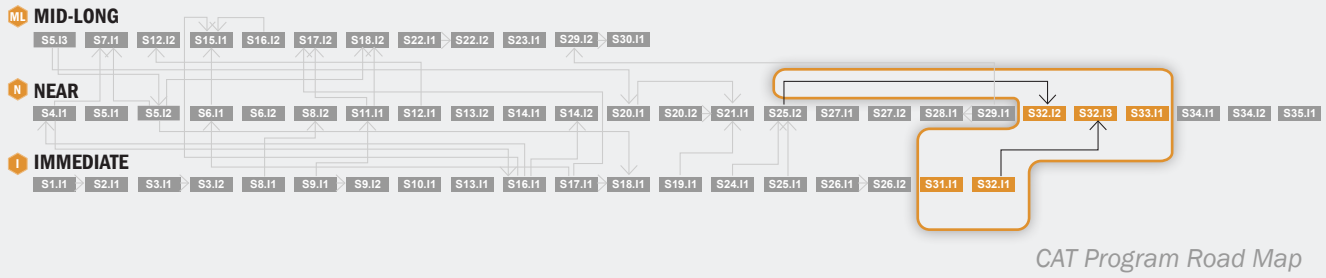 ML MID-LONG
S5.I3 S7.I1 S12.I2 S15.I1 S16.I2 S17.I2 S18.I2 S22.I1 S22.I2 S23.I1 S29.I2 S30.I1
N NEAR
S4.I1 S5.I1 S5.I2 S6.I1 S6.I2 S8.I2 S11.I1 S12.I1 S13.I2 S14.I1 S14.I2 S20.I1 S20.I2 S21.I1 S25.I2 S27.I1 S27.I2 S28.I1 S29.I1 S32.I2 S32.I3 S33.I1 S34.I1 S34.I2 S35.I1
I IMMEDIATE
S1.I1 S2.I1 S3.I1 S3.I2 S8.I1 S9.I1 S9.I2 S10.I1 S13.I1 S16.I1 S17.I1 S18.I1 S19.I1 S24.I1 S25.I1 S26.I1 S26.I2 S31.I1 S32.I1
CAT Program Road Map